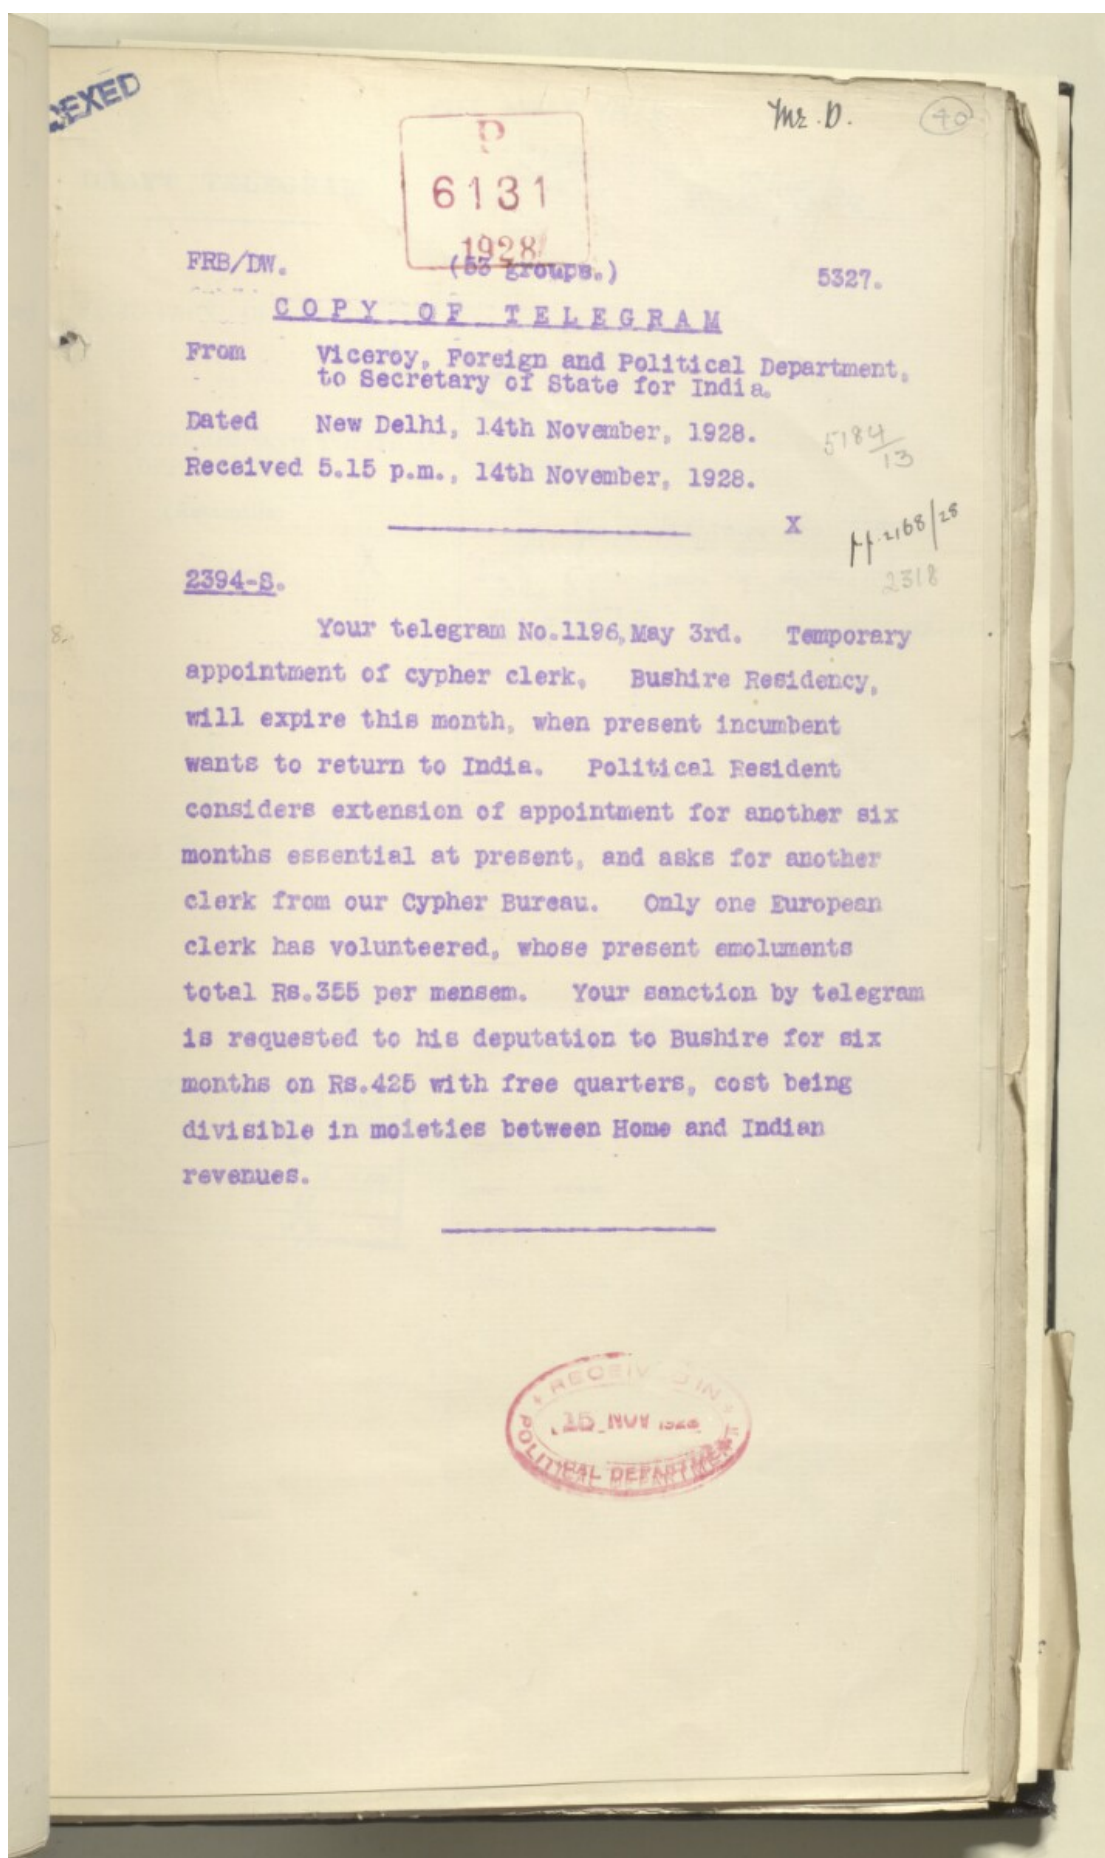 Mr. D.
40
P
6131
1928
FRB/DW. (53 groups.) 5327.
COPY OF TELEGRAM
From Viceroy, Foreign and Political Department,
to Secretary of State for India.
Dated New Delhi, 14th November, 1928.
5184/13
Received 5.15 p.m., 14th November, 1928.
X
2168/28
2318
2394-S.
8.
Your telegram No.1196, May 3rd. Temporary
appointment of cypher clerk, Bushire Residency,
will expire this month, when present incumbent
wants to return to India. Political Resident
considers extension of appointment for another six
months essential at present, and asks for another
clerk from our Cypher Bureau. Only one European
clerk has volunteered, whose present emoluments
total Rs.355 per mensem. Your sanction by telegram
is requested to his deputation to Bushire for six
months on Rs.425 with free quarters, cost being
divisible in moieties between Home and Indian
revenues.
RECEIVED IN
15 NOV 1928
POLITICAL DEPARTMENT